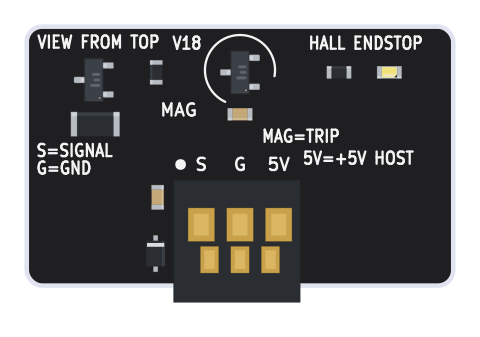 VIEW FROM TOP
V18
HALL ENDSTOP
MAG
MAG=TRIP
S=SIGNAL
G=GND
5V=+5V HOST
S G 5V